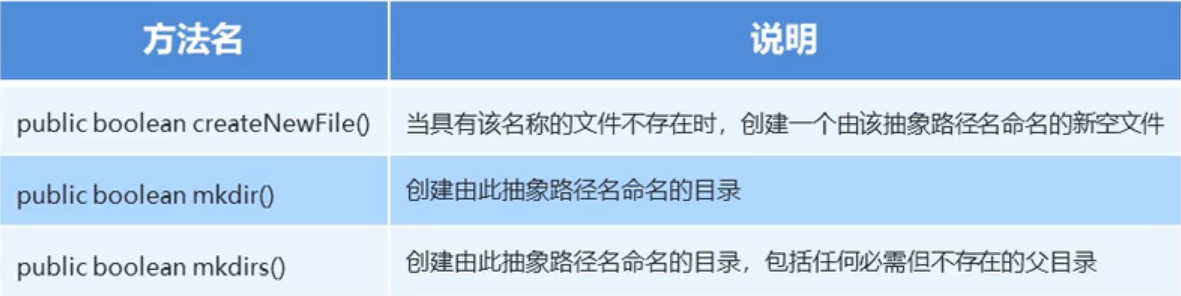 方法名 说明
public boolean createNewFile() 当具有该名称的文件不存在时，创建一个由该抽象路径名命名的新空文件
public boolean mkdir() 创建由此抽象路径名命名的目录
public boolean mkdirs() 创建由此抽象路径名命名的目录，包括任何必需但不存在的父目录